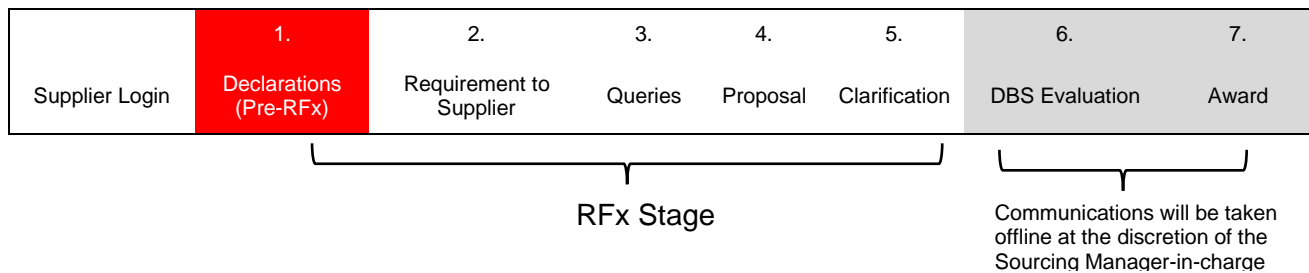 1. 2. 3. 4. 5. 6. 7.
Supplier Login
Declarations
(Pre-RFx)
Requirement to
Supplier
Queries
Proposal
Clarification
DBS Evaluation
Award
RFx Stage
Communications will be taken
offline at the discretion of the
Sourcing Manager-in-charge